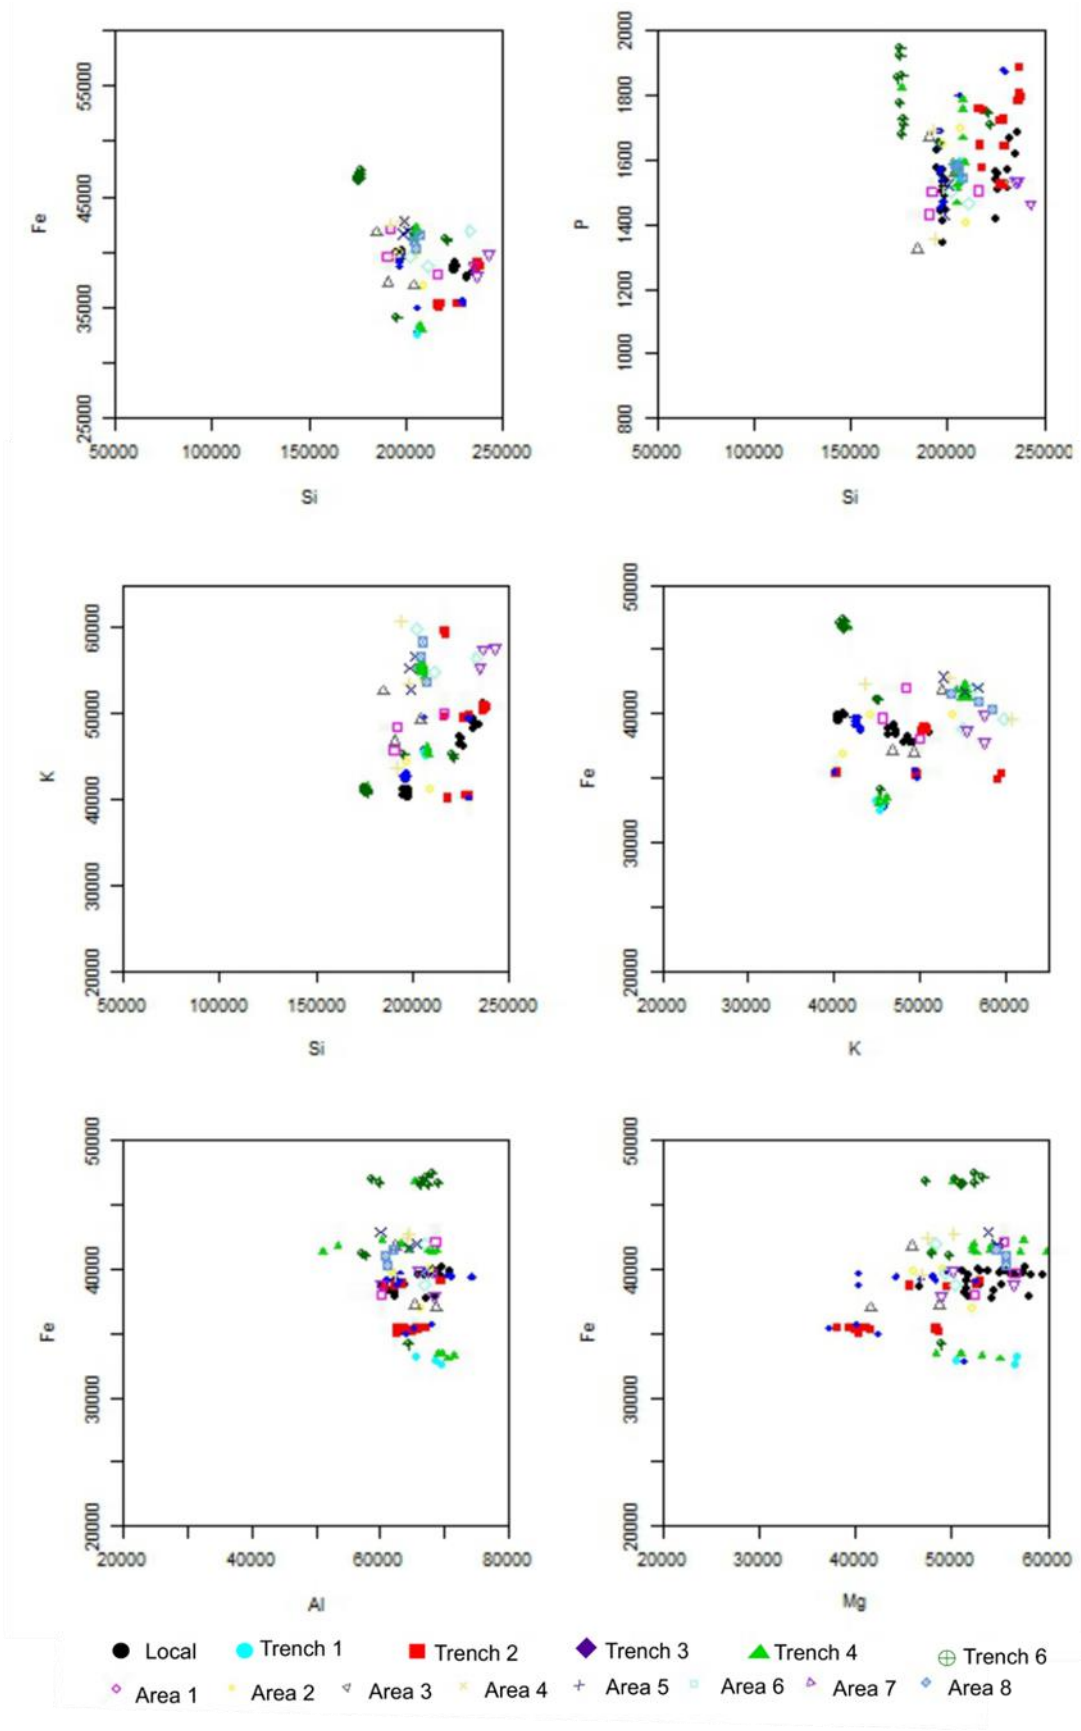 Fe
25000 35000 45000 55000
50000 100000 150000 200000 250000
Si
P
800 1000 1200 1400 1600 1800 2000
50000 100000 150000 200000 250000
Si
K
20000 30000 40000 50000 60000
50000 100000 150000 200000 250000
Si
Fe
20000 30000 40000 50000
20000 30000 40000 50000 60000
K
Fe
20000 30000 40000 50000
20000 40000 60000 80000
Al
Fe
20000 30000 40000 50000
20000 30000 40000 50000 60000
Mg
Local Trench 1 Trench 2 Trench 3 Trench 4 Trench 6
Area 1 Area 2 Area 3 Area 4 Area 5 Area 6 Area 7 Area 8